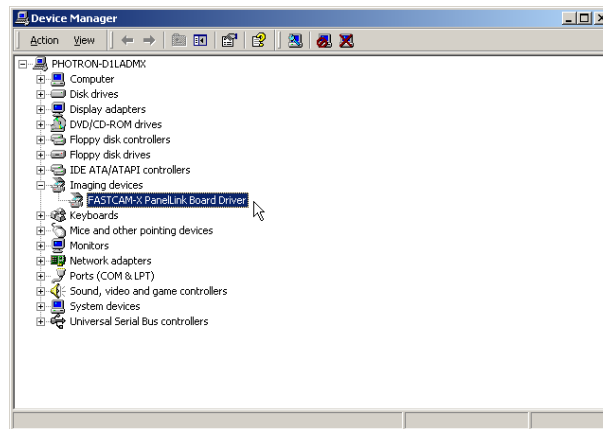 Device Manager
Action View
PHOTRON-D1LADMX
Computer
Disk drives
Display adapters
DVD/CD-ROM drives
Floppy disk controllers
Floppy disk drives
IDE ATA/ATAPI controllers
Imaging devices
FASTCAM-X PanelLink Board Driver
Keyboards
Mice and other pointing devices
Monitors
Network adapters
Ports (COM & LPT)
Sound, video and game controllers
System devices
Universal Serial Bus controllers